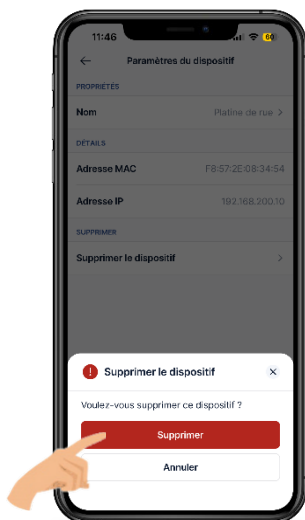 11:46
60
Paramètres du dispositif
PROPRIÉTÉS
Nom Platine de rue >
DÉTAILS
Adresse MAC F8:57:2E:08:34:54
Adresse IP 192.168.200.10
SUPPRIMER
Supprimer le dispositif >
Supprimer le dispositif
Voulez-vous supprimer ce dispositif ?
Supprimer
Annuler